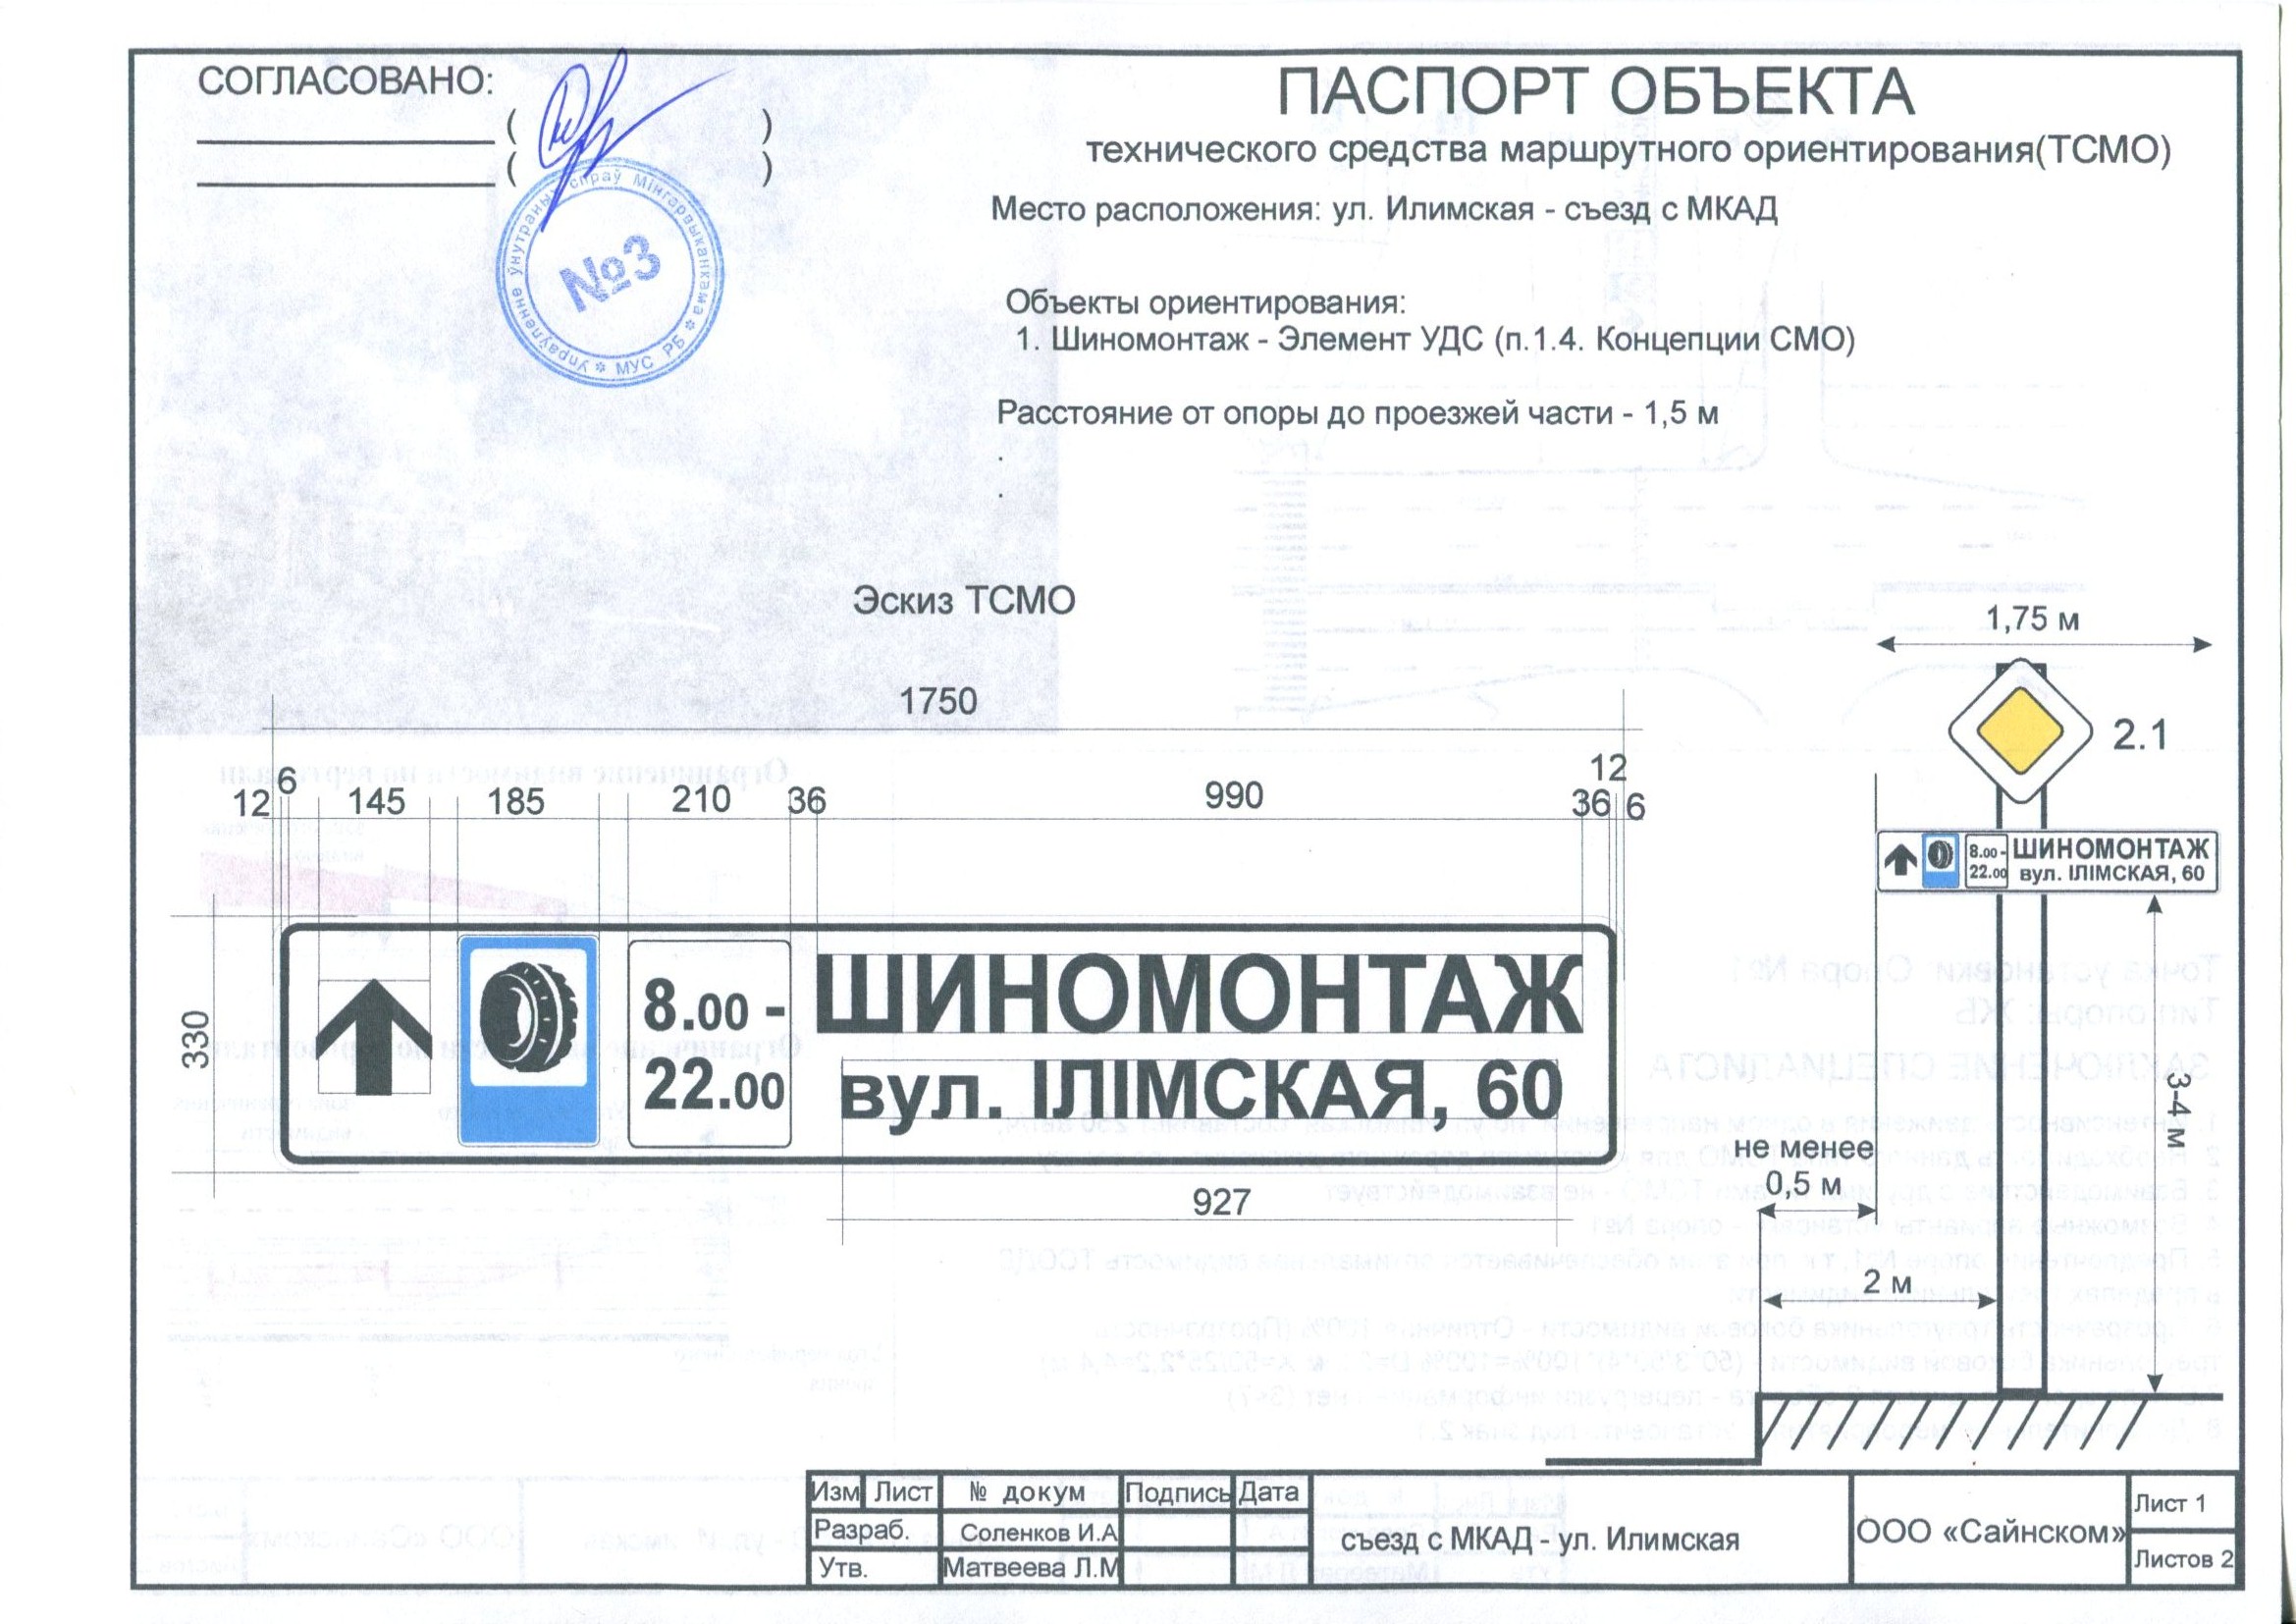 СОГЛАСОВАНО:
( )
( )
Упраўленне ўнутраных спраў Мінгарвыканкама * МУС РБ *
№3
ПАСПОРТ ОБЪЕКТА
технического средства маршрутного ориентирования(ТСМО)
Место расположения: ул. Илимская - съезд с МКАД
Объекты ориентирования:
1. Шиномонтаж - Элемент УДС (п.1.4. Концепции СМО)
Расстояние от опоры до проезжей части - 1,5 м
.
.
Эскиз ТСМО
1750
12 6 145 185 210 36 990 36 12 6
330
8.00 -
22.00
ШИНОМОНТАЖ
вул. ІЛІМСКАЯ, 60
927
1,75 м
2.1
8.00 -
22.00
ШИНОМОНТАЖ
вул. ІЛІМСКАЯ, 60
3-4 м
не менее
0,5 м
2 м
Изм Лист № докум Подпись Дата
Разраб. Соленков И.А
Утв. Матвеева Л.М
съезд с МКАД - ул. Илимская
ООО «Сайнском»
Лист 1
Листов 2